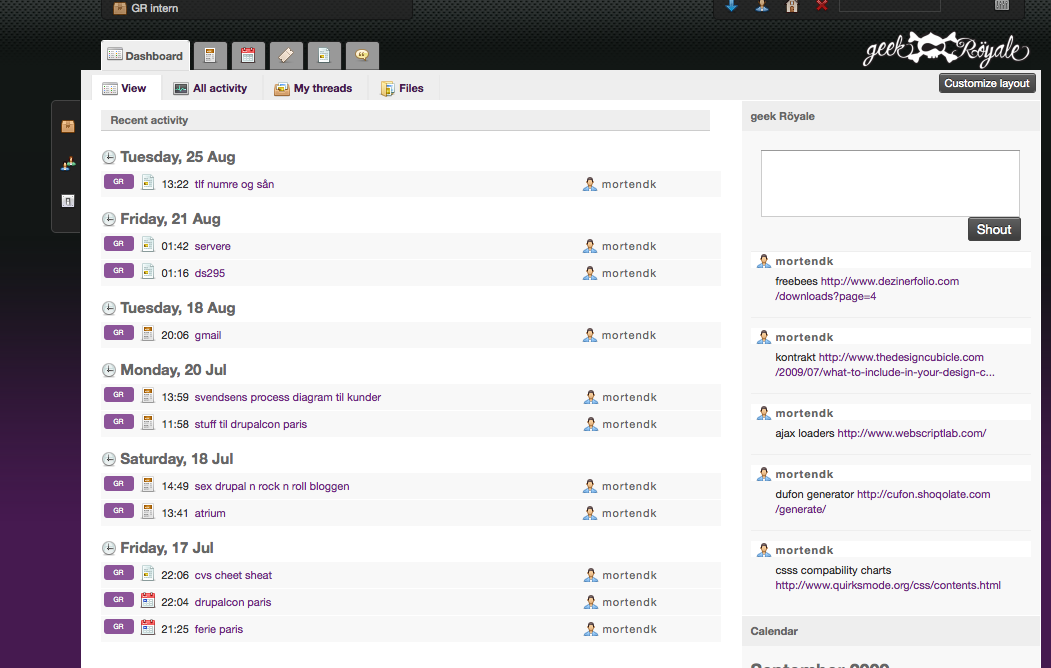 GR intern
geek Röyale
Dashboard
View
All activity
My threads
Files
Customize layout
Recent activity
Tuesday, 25 Aug
GR 13:22 tlf numre og sån mortendk
Friday, 21 Aug
GR 01:42 servere mortendk
GR 01:16 ds295 mortendk
Tuesday, 18 Aug
GR 20:06 gmail mortendk
Monday, 20 Jul
GR 13:59 svendsens process diagram til kunder mortendk
GR 11:58 stuff til drupalcon paris mortendk
Saturday, 18 Jul
GR 14:49 sex drupal n rock n roll bloggen mortendk
GR 13:41 atrium mortendk
Friday, 17 Jul
GR 22:06 cvs cheet sheat mortendk
GR 22:04 drupalcon paris mortendk
GR 21:25 ferie paris mortendk
geek Röyale
Shout
mortendk
freebees http://www.dezinerfolio.com
/downloads?page=4
mortendk
kontrakt http://www.thedesigncubicle.com
/2009/07/what-to-include-in-your-design-c...
mortendk
ajax loaders http://www.webscriptlab.com/
mortendk
dufon generator http://cufon.shoqolate.com
/generate/
mortendk
csss compability charts
http://www.quirksmode.org/css/contents.html
Calendar
September 2009